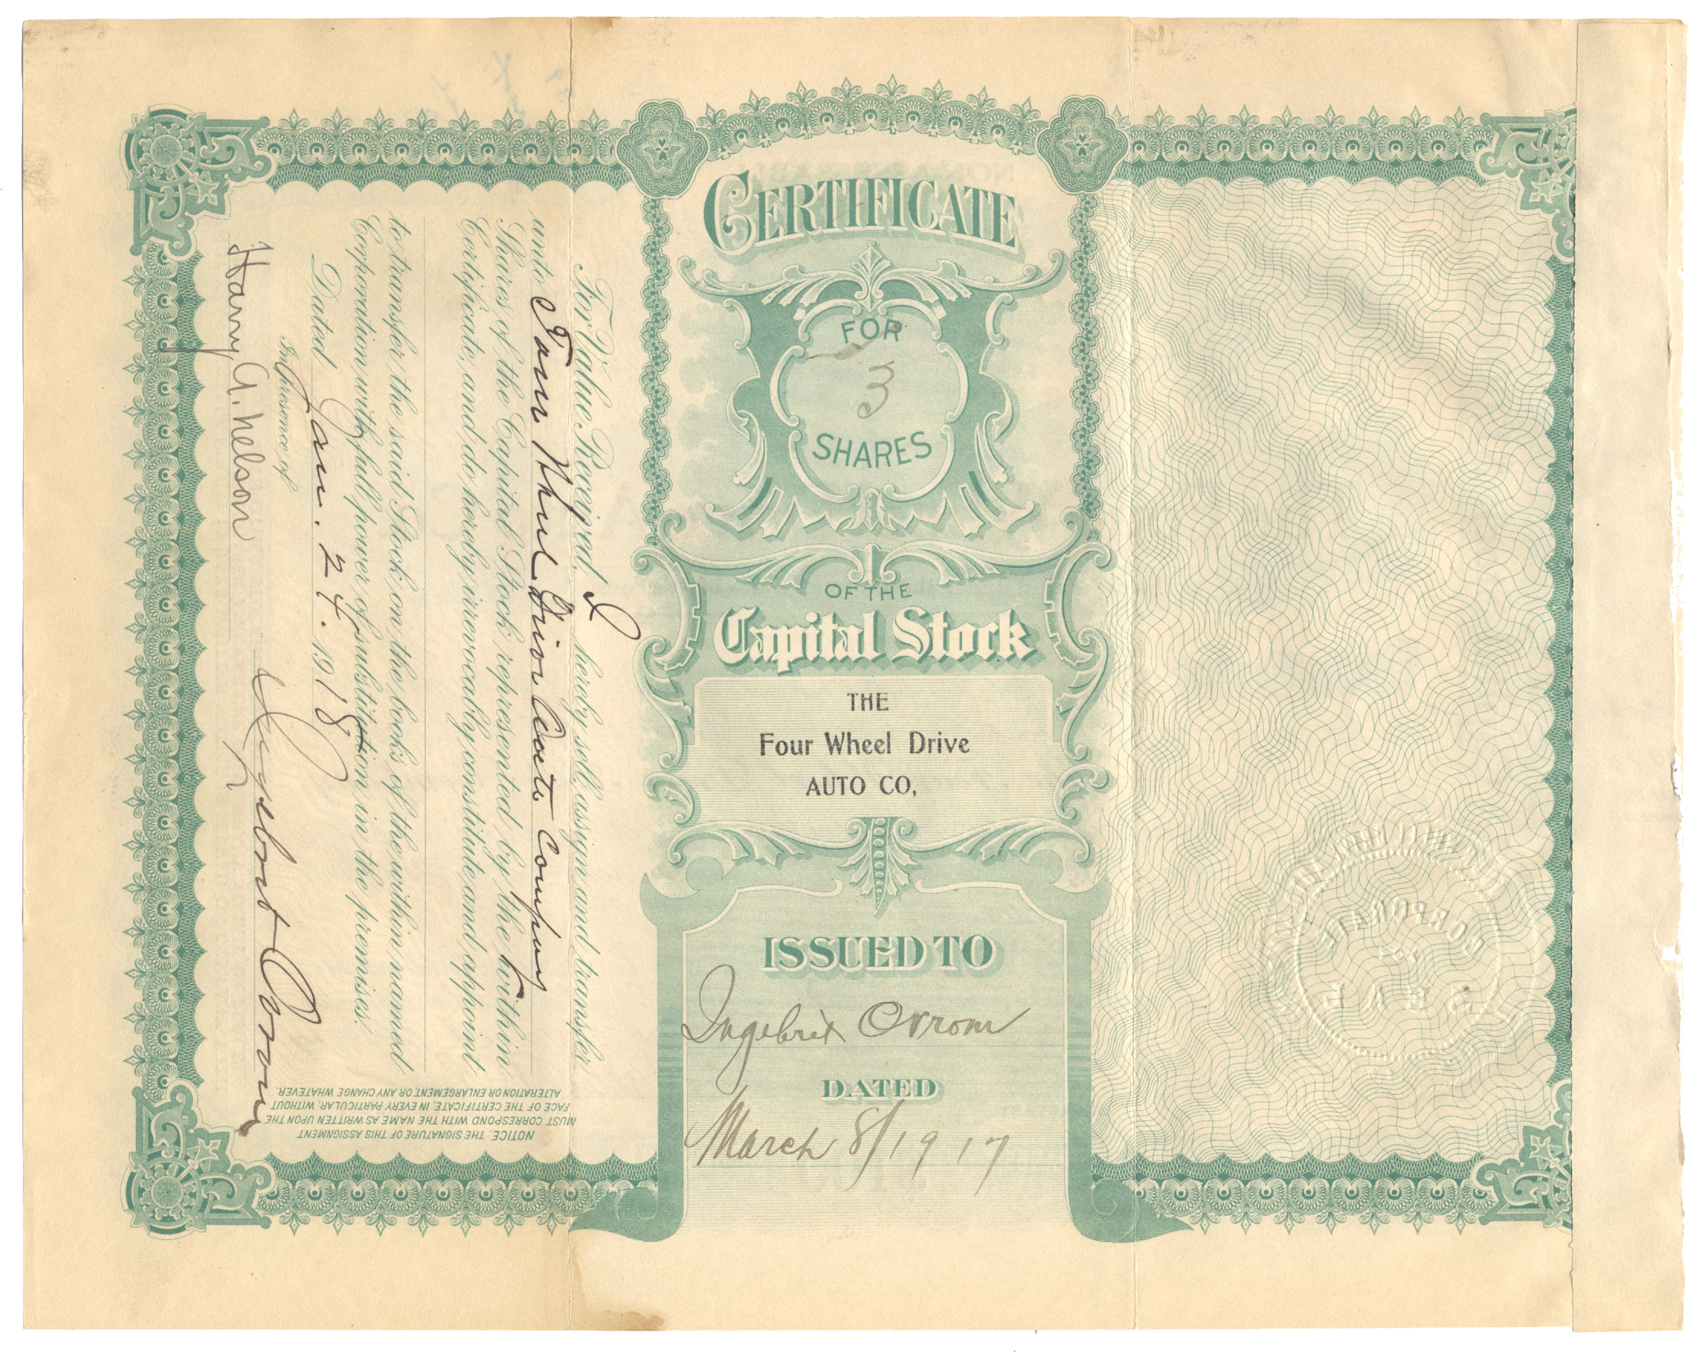 CERTIFICATE
FOR
3
SHARES
OF THE
Capital Stock
THE
Four Wheel Drive
AUTO CO,
ISSUED TO
Ingebrit Ovrom
DATED
March 8/1917
For Value Received I hereby sell, assign and transfer
unto Four Wheel Drive Auto Company
Shares of the Capital Stock represented by the within
Certificate, and do hereby irrevocably constitute and appoint
to transfer the said Stock on the books of the within named
Corporation with full power of substitution in the premises.
Dated Jan. 24. 1918
In presence of
Harry A. Nelson
Ingebret Ovrom
NOTICE. THE SIGNATURE OF THIS ASSIGNMENT
MUST CORRESPOND WITH THE NAME AS WRITTEN UPON THE
FACE OF THE CERTIFICATE, IN EVERY PARTICULAR, WITHOUT
ALTERATION OR ENLARGEMENT, OR ANY CHANGE WHATEVER.
CORPORATE
SEAL